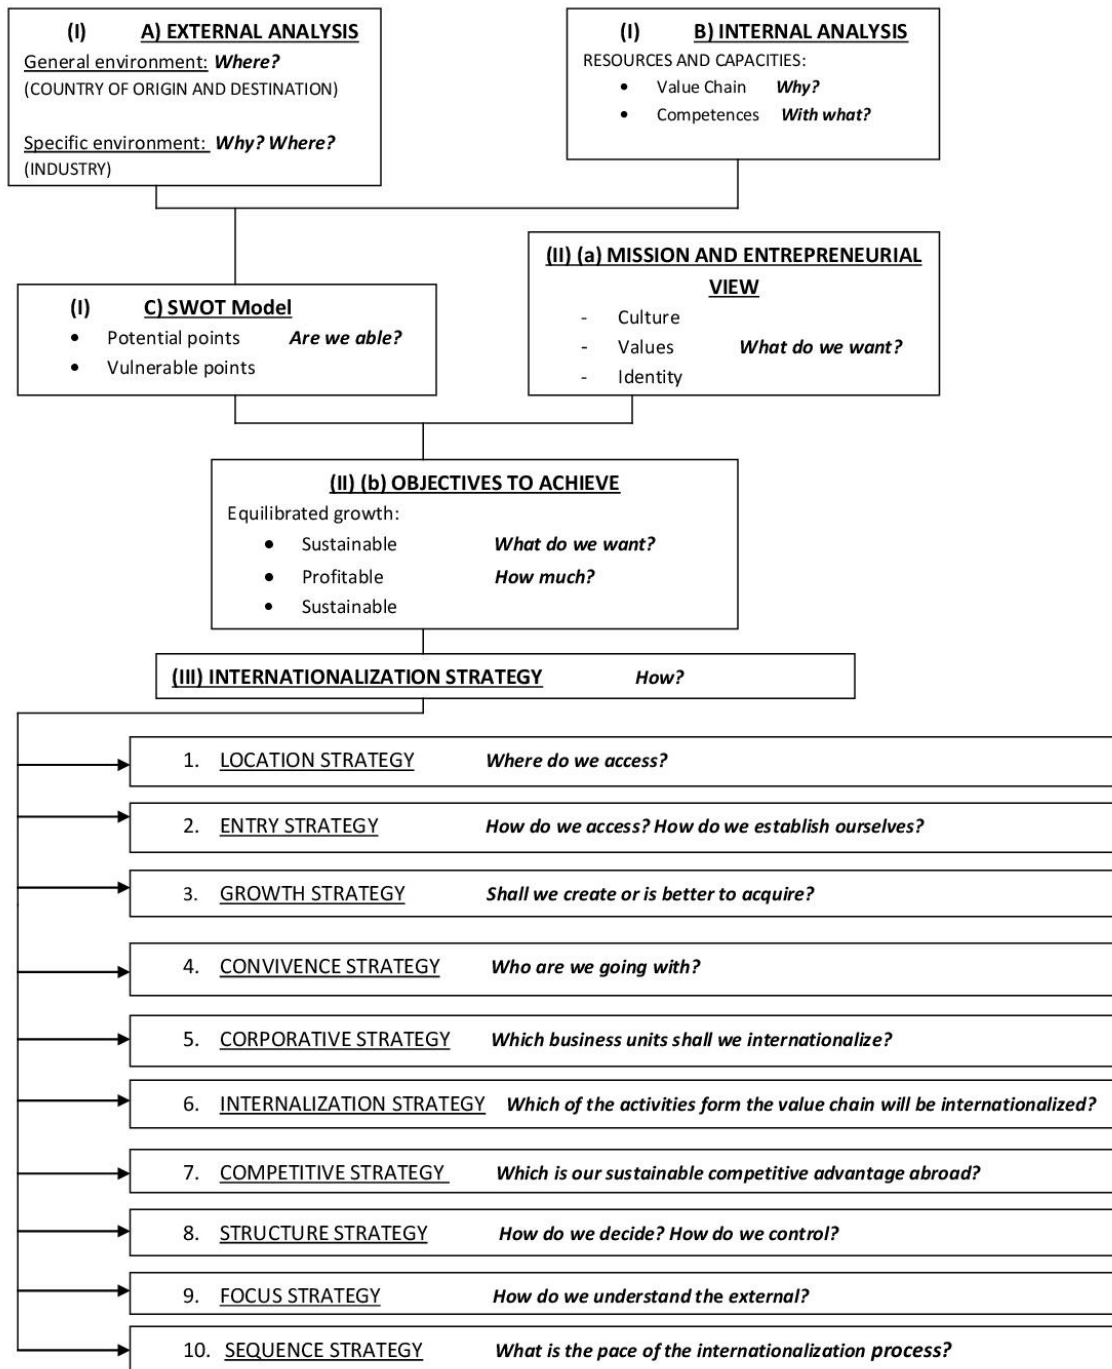 (I) A) EXTERNAL ANALYSIS
General environment: Where?
(COUNTRY OF ORIGIN AND DESTINATION)
Specific environment: Why? Where?
(INDUSTRY)
(I) B) INTERNAL ANALYSIS
RESOURCES AND CAPACITIES:
• Value Chain Why?
• Competences With what?
(I) C) SWOT Model
• Potential points Are we able?
• Vulnerable points
(II) (a) MISSION AND ENTREPRENEURIAL
VIEW
- Culture
- Values What do we want?
- Identity
(II) (b) OBJECTIVES TO ACHIEVE
Equilibrated growth:
• Sustainable What do we want?
• Profitable How much?
• Sustainable
(III) INTERNATIONALIZATION STRATEGY How?
1. LOCATION STRATEGY Where do we access?
2. ENTRY STRATEGY How do we access? How do we establish ourselves?
3. GROWTH STRATEGY Shall we create or is better to acquire?
4. CONVIVENCE STRATEGY Who are we going with?
5. CORPORATIVE STRATEGY Which business units shall we internationalize?
6. INTERNALIZATION STRATEGY Which of the activities form the value chain will be internationalized?
7. COMPETITIVE STRATEGY Which is our sustainable competitive advantage abroad?
8. STRUCTURE STRATEGY How do we decide? How do we control?
9. FOCUS STRATEGY How do we understand the external?
10. SEQUENCE STRATEGY What is the pace of the internationalization process?